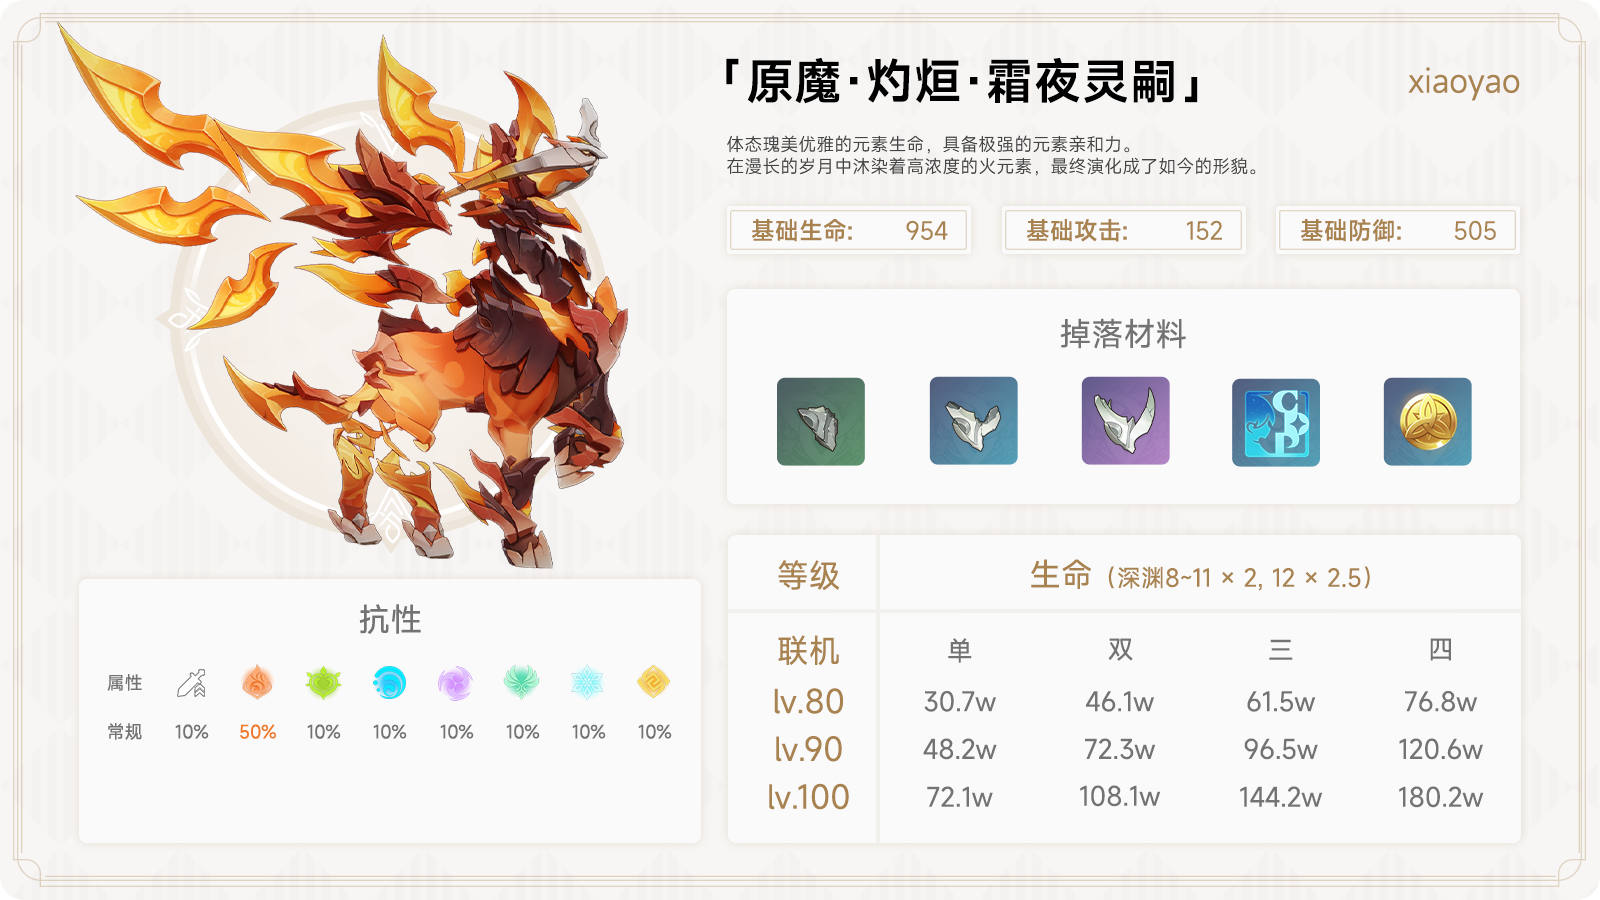 「原魔·灼烜·霜夜灵嗣」
xiaoyao
体态瑰美优雅的元素生命，具备极强的元素亲和力。
在漫长的岁月中沐染着高浓度的火元素，最终演化成了如今的形貌。
基础生命: 954
基础攻击: 152
基础防御: 505
掉落材料
抗性
属性
常规 10% 50% 10% 10% 10% 10% 10% 10%
等级 生命（深渊8~11 × 2, 12 × 2.5）
联机 单 双 三 四
lv.80 30.7w 46.1w 61.5w 76.8w
lv.90 48.2w 72.3w 96.5w 120.6w
lv.100 72.1w 108.1w 144.2w 180.2w